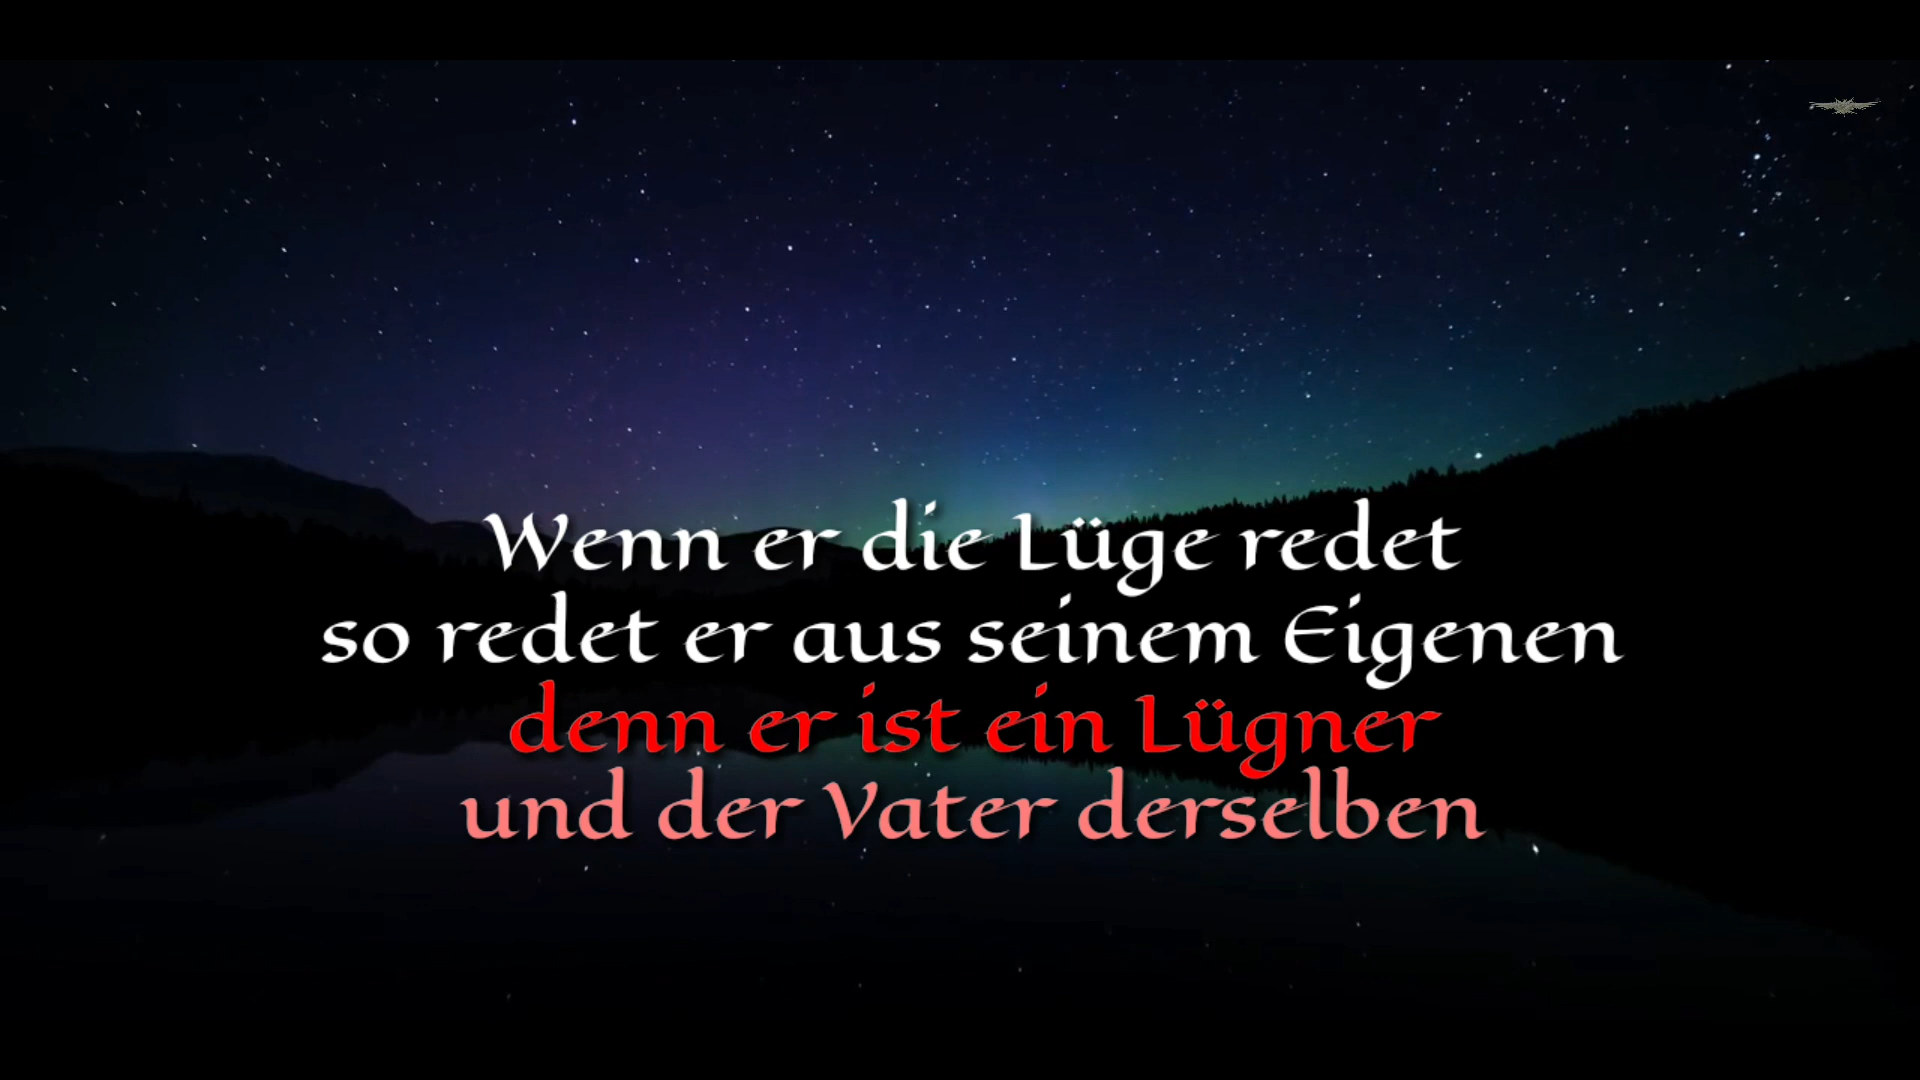 Wenn er die Lüge redet
so redet er aus seinem Eigenen
denn er ist ein Lügner
und der Vater derselben